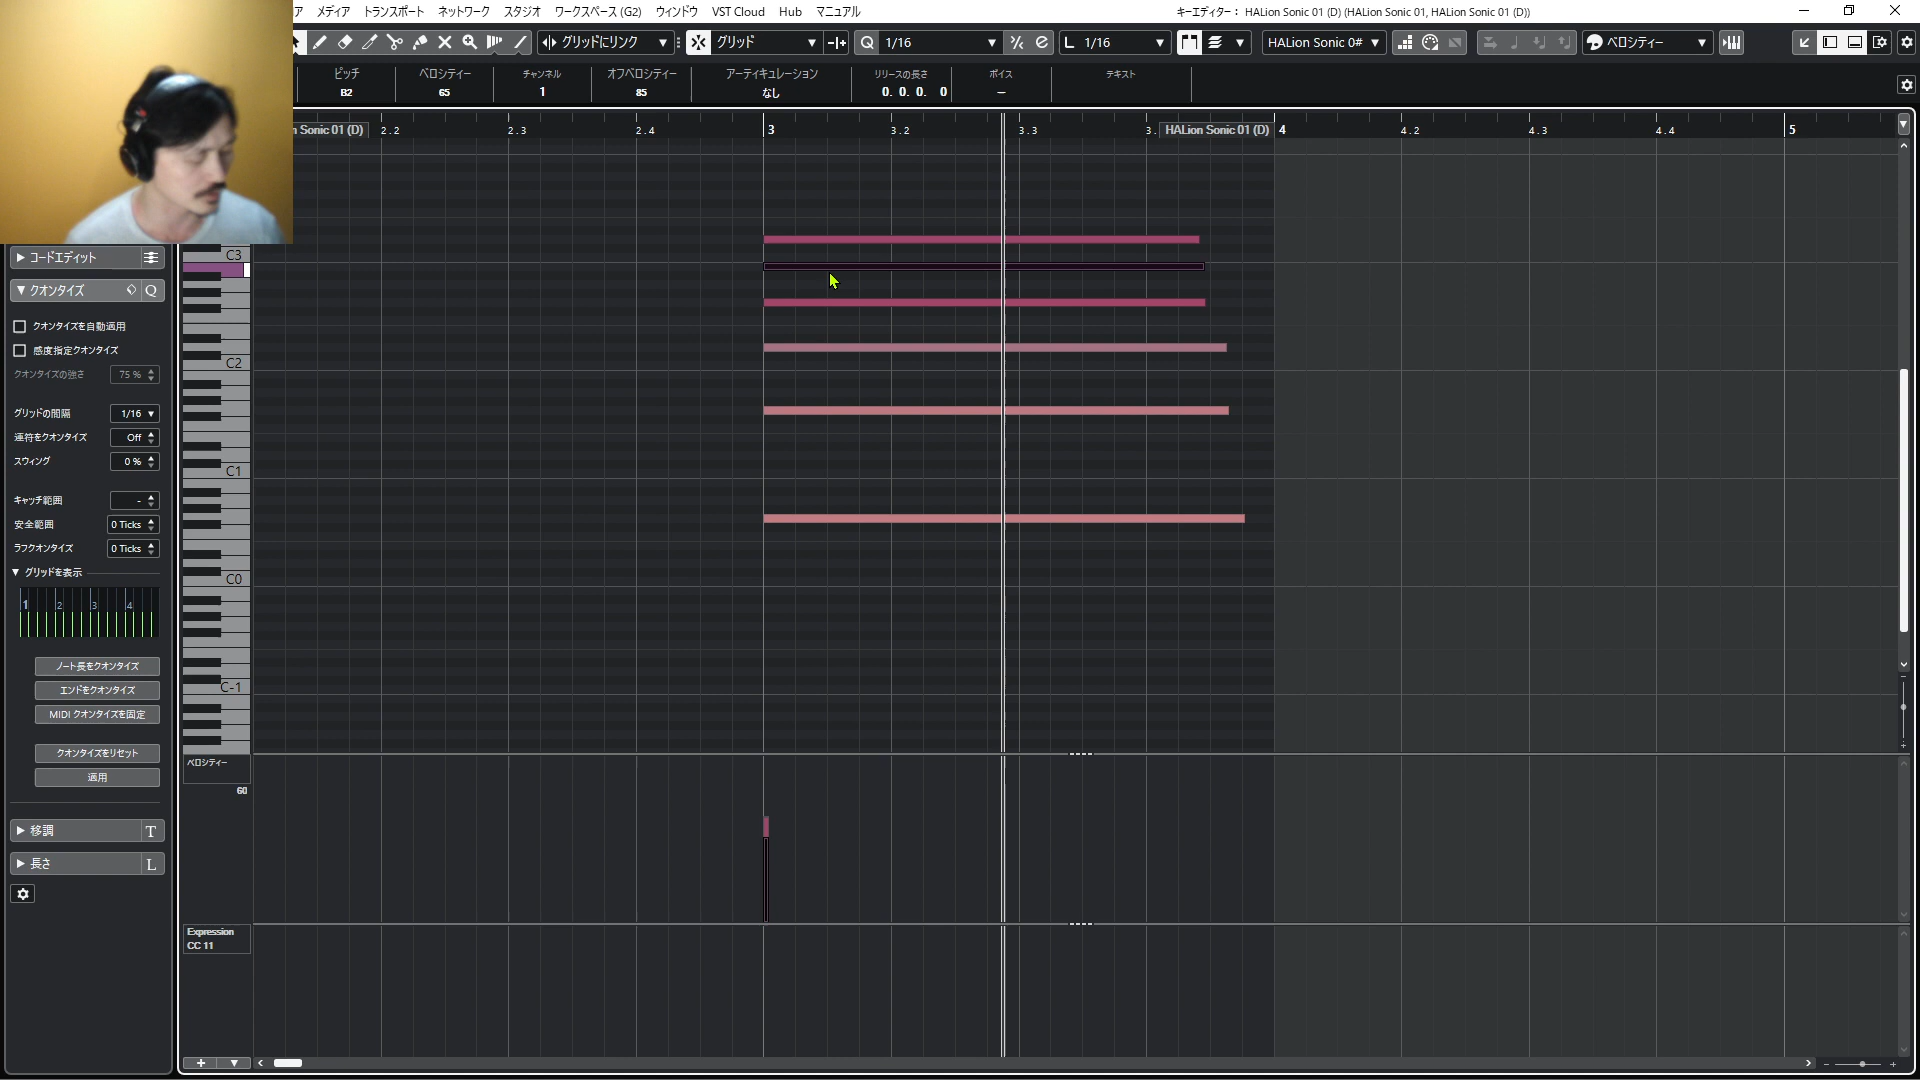 ア メディア トランスポート ネットワーク スタジオ ワークスペース (G2) ウィンドウ VST Cloud Hub マニュアル
キーエディター： HALion Sonic 01 (D) (HALion Sonic 01, HALion Sonic 01 (D))
グリッドにリンク グリッド Q 1/16 L 1/16 HALion Sonic 0# ベロシティー
ピッチ ベロシティー チャンネル オフベロシティー アーティキュレーション リリースの長さ ボイス テキスト
B2 65 1 85 なし 0. 0. 0. 0 –
n Sonic 01 (D) 2.2 2.3 2.4 3 3.2 3.3 3. HALion Sonic 01 (D) 4 4.2 4.3 4.4 5
コードエディット
クオンタイズ Q
クオンタイズを自動適用
感度指定クオンタイズ
クオンタイズの強さ 75 %
グリッドの間隔 1/16
連符をクオンタイズ Off
スウィング 0 %
キャッチ範囲 -
安全範囲 0 Ticks
ラフクオンタイズ 0 Ticks
グリッドを表示
1 2 3 4
ノート長をクオンタイズ
エンドをクオンタイズ
MIDI クオンタイズを固定
クオンタイズをリセット
適用
移調 T
長さ L
C3
C2
C1
C0
C-1
ベロシティー
60
Expression
CC 11